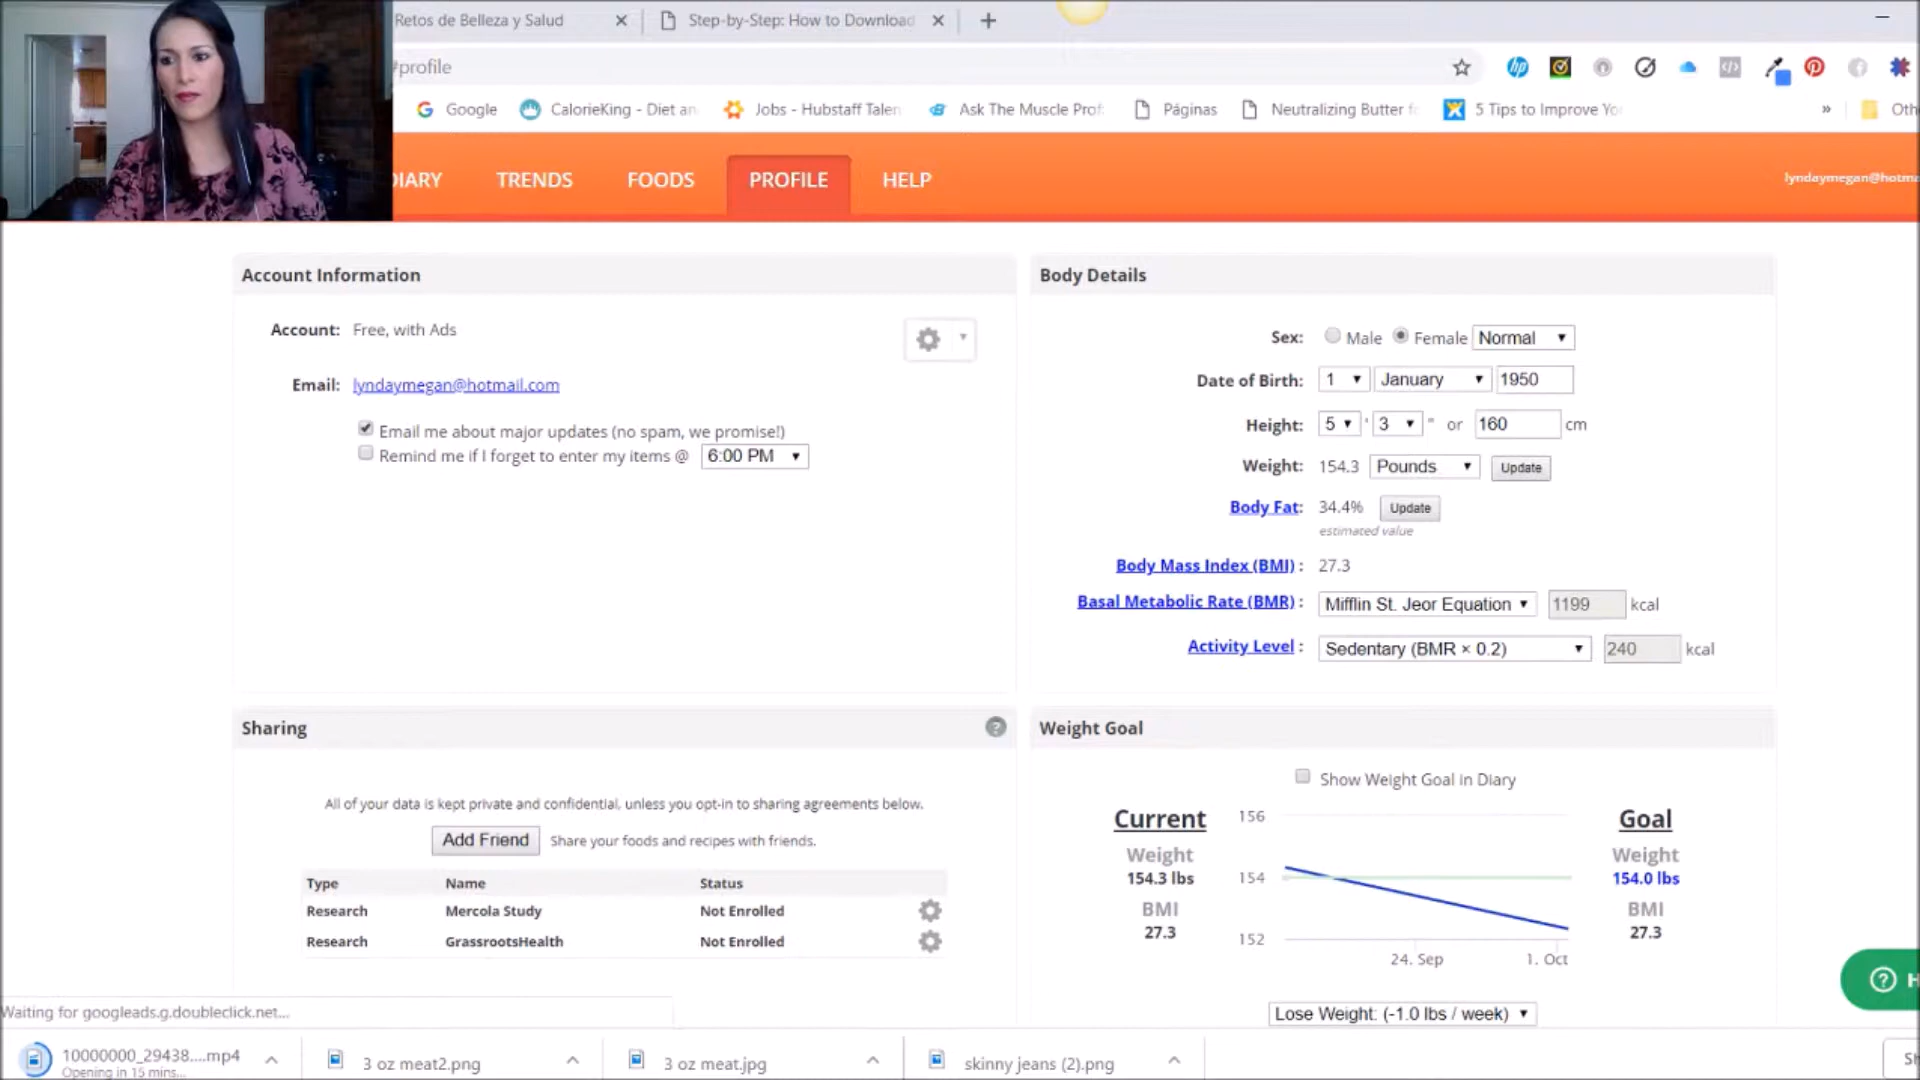 Retos de Belleza y Salud
Step-by-Step: How to Download
#profile
Google CalorieKing - Diet an Jobs - Hubstaff Talen Ask The Muscle Prof Páginas Neutralizing Butter f 5 Tips to Improve Yo » Oth
DIARY TRENDS FOODS PROFILE HELP lyndaymegan@hotma
Account Information
Account: Free, with Ads
Email: lyndaymegan@hotmail.com
Email me about major updates (no spam, we promise!)
Remind me if I forget to enter my items @ 6:00 PM
Body Details
Sex: Male Female Normal
Date of Birth: 1 January 1950
Height: 5 ' 3 " or 160 cm
Weight: 154.3 Pounds Update
Body Fat: 34.4% Update
estimated value
Body Mass Index (BMI) : 27.3
Basal Metabolic Rate (BMR) : Mifflin St. Jeor Equation 1199 kcal
Activity Level : Sedentary (BMR × 0.2) 240 kcal
Sharing ?
All of your data is kept private and confidential, unless you opt-in to sharing agreements below.
Add Friend Share your foods and recipes with friends.
Type Name Status
Research Mercola Study Not Enrolled
Research GrassrootsHealth Not Enrolled
Weight Goal
Show Weight Goal in Diary
Current
Weight
154.3 lbs
BMI
27.3
156
154
152
24. Sep 1. Oct
Goal
Weight
154.0 lbs
BMI
27.3
Lose Weight: (-1.0 lbs / week)
? H
Waiting for googleads.g.doubleclick.net...
10000000_29438....mp4
Opening in 15 mins...
3 oz meat2.png
3 oz meat.jpg
skinny jeans (2).png
Sh